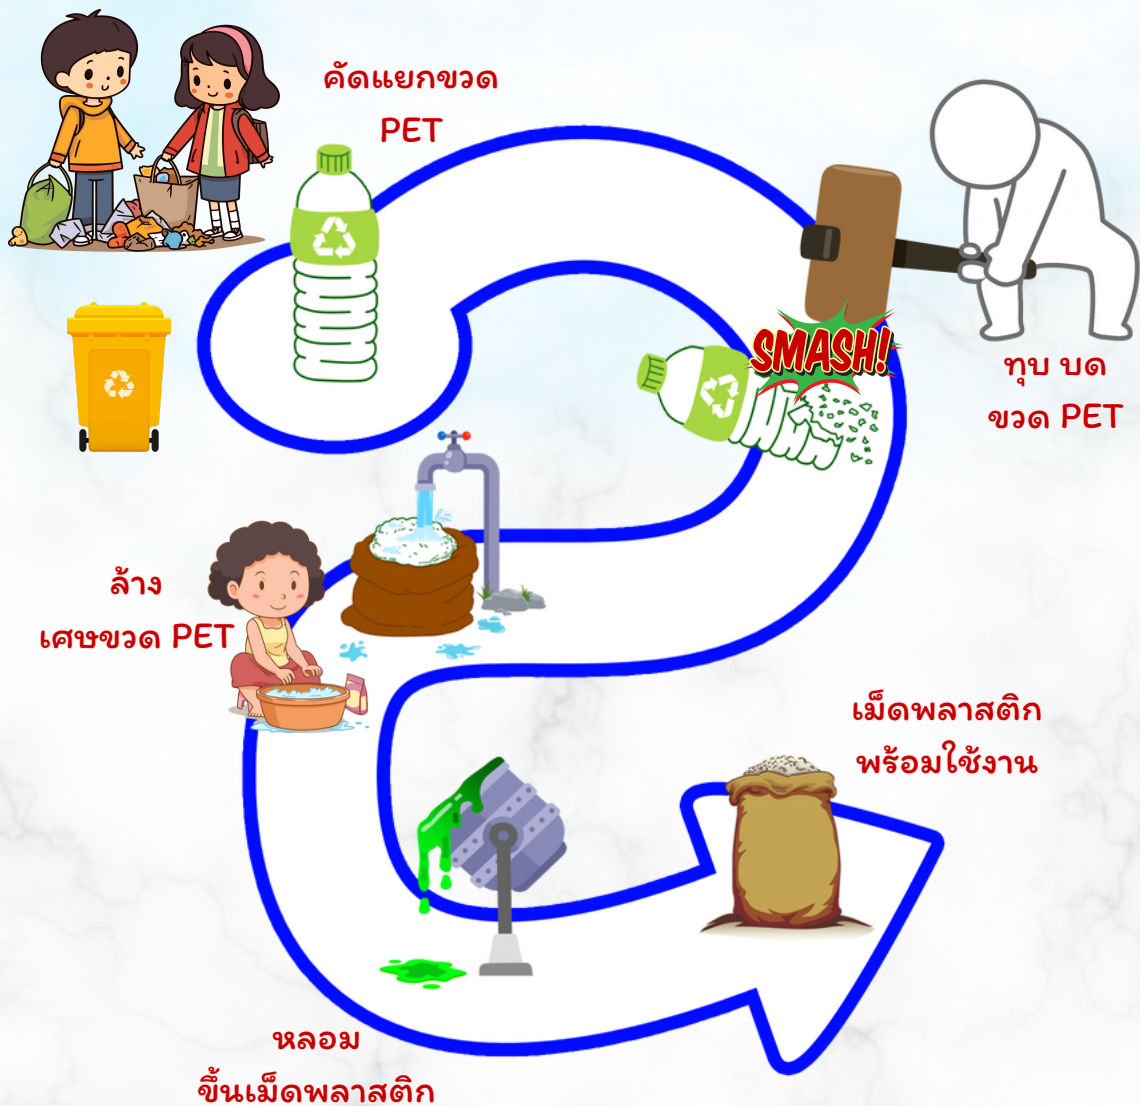 คัดแยกขวด
PET
SMASH!
ทุบ บด
ขวด PET
ล้าง
เศษขวด PET
หลอม
ขึ้นเม็ดพลาสติก
เม็ดพลาสติก
พร้อมใช้งาน